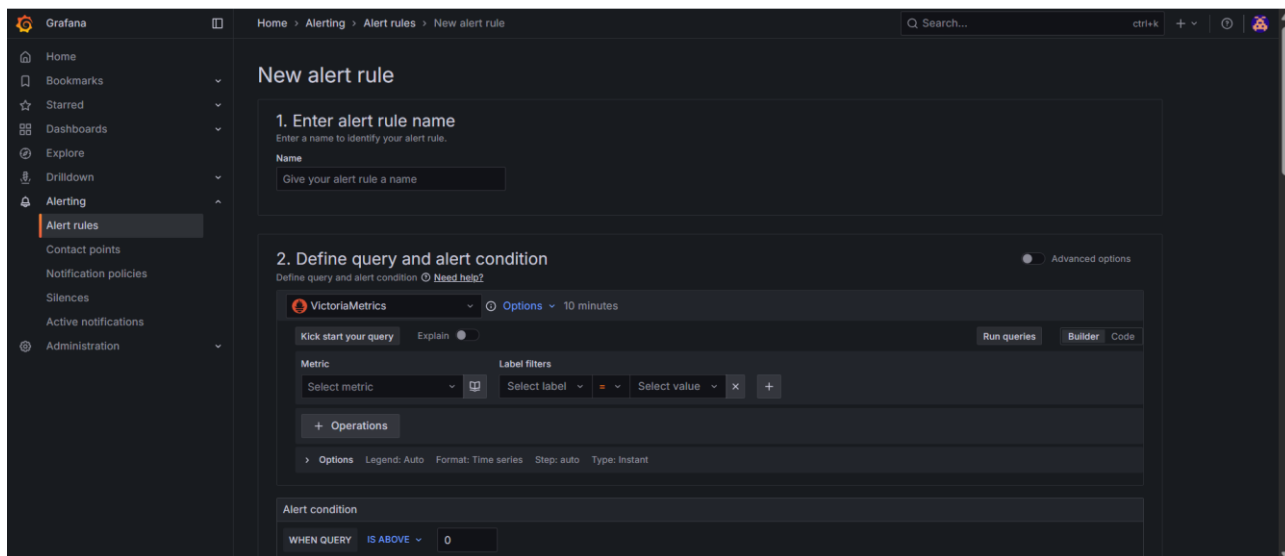 Grafana
Home > Alerting > Alert rules > New alert rule
Search...
ctrl+k
Home
Bookmarks
Starred
Dashboards
Explore
Drilldown
Alerting
Alert rules
Contact points
Notification policies
Silences
Active notifications
Administration
New alert rule
1. Enter alert rule name
Enter a name to identify your alert rule.
Name
Give your alert rule a name
2. Define query and alert condition
Advanced options
Define query and alert condition Need help?
VictoriaMetrics Options 10 minutes
Kick start your query Explain Run queries Builder Code
Metric Label filters
Select metric Select label = Select value
+ Operations
> Options Legend: Auto Format: Time series Step: auto Type: Instant
Alert condition
WHEN QUERY IS ABOVE 0